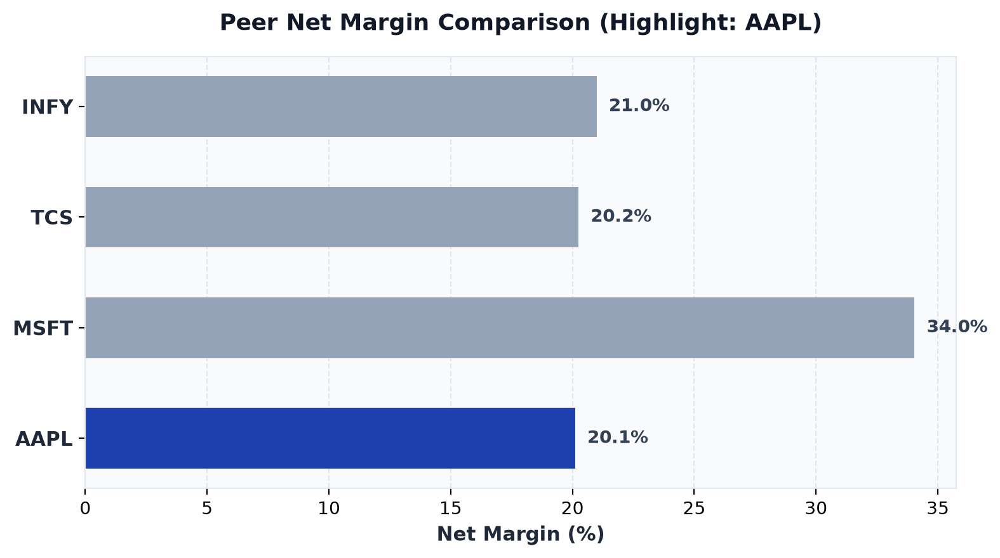 Peer Net Margin Comparison (Highlight: AAPL)
INFY
21.0%
TCS
20.2%
MSFT
34.0%
AAPL
20.1%
0 5 10 15 20 25 30 35
Net Margin (%)